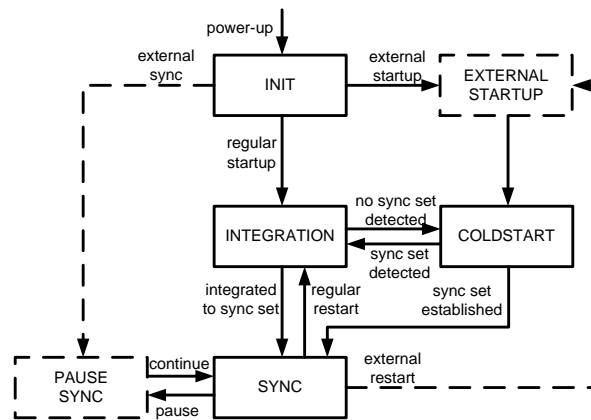 power-up
external
sync
INIT
external
startup
EXTERNAL
STARTUP
regular
startup
no sync set
detected
INTEGRATION
COLDSTART
sync set
detected
integrated
to sync set
regular
restart
sync set
established
PAUSE
SYNC
continue
pause
SYNC
external
restart